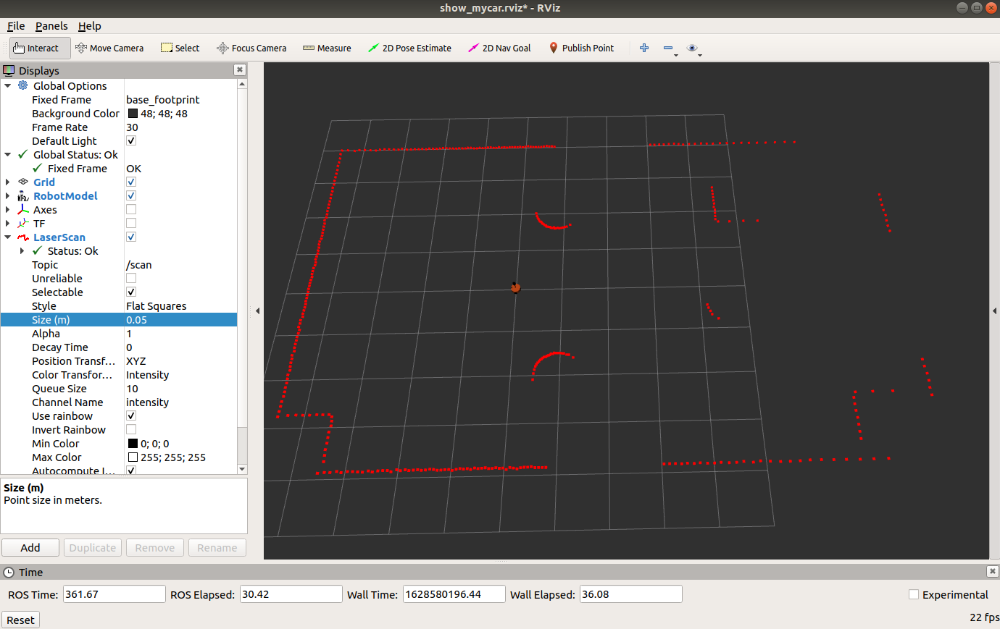 show_mycar.rviz* - RViz
File Panels Help
Interact Move Camera Select Focus Camera Measure 2D Pose Estimate 2D Nav Goal Publish Point
Displays
Global Options
Fixed Frame base_footprint
Background Color 48; 48; 48
Frame Rate 30
Default Light
Global Status: Ok
Fixed Frame OK
Grid
RobotModel
Axes
TF
LaserScan
Status: Ok
Topic /scan
Unreliable
Selectable
Style Flat Squares
Size (m) 0.05
Alpha 1
Decay Time 0
Position Transf... XYZ
Color Transfor... Intensity
Queue Size 10
Channel Name intensity
Use rainbow
Invert Rainbow
Min Color 0; 0; 0
Max Color 255; 255; 255
Autocompute I...
Size (m)
Point size in meters.
Add Duplicate Remove Rename
Time
ROS Time: 361.67 ROS Elapsed: 30.42 Wall Time: 1628580196.44 Wall Elapsed: 36.08 Experimental
Reset 22 fps